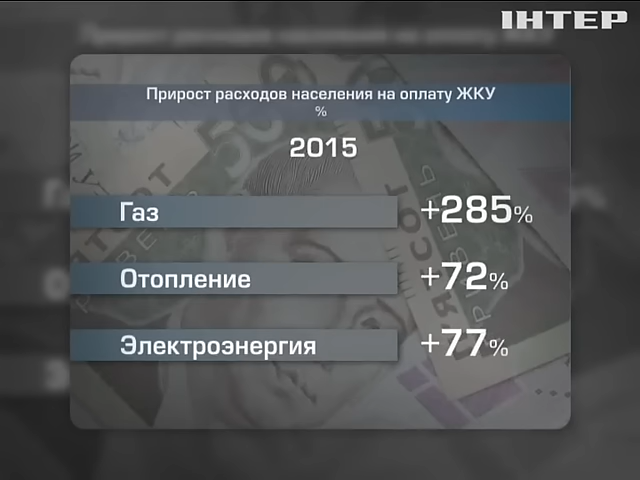 ІНТЕР
Прирост расходов населения на оплату ЖКУ
%
2015
Газ +285%
Отопление +72%
Электроэнергия +77%